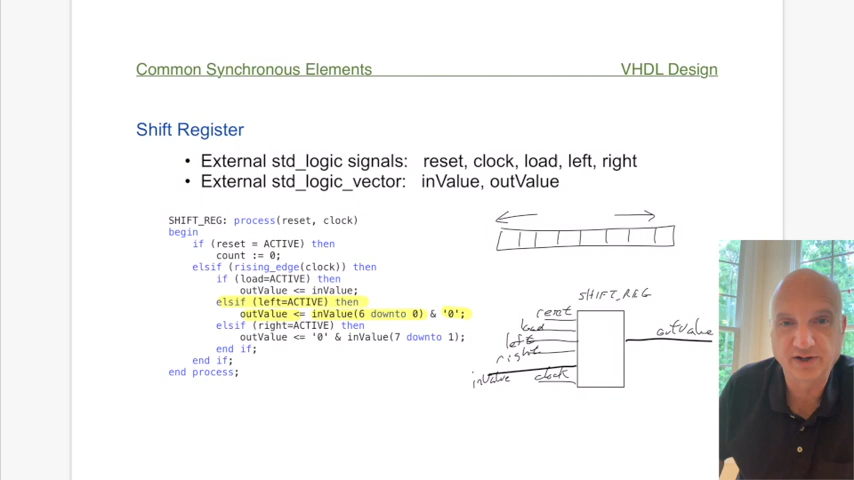 Common Synchronous Elements VHDL Design
Shift Register
• External std_logic signals: reset, clock, load, left, right
• External std_logic_vector: inValue, outValue
SHIFT_REG: process(reset, clock)
begin
if (reset = ACTIVE) then
count := 0;
elsif (rising_edge(clock)) then
if (load=ACTIVE) then
outValue <= inValue;
elsif (left=ACTIVE) then
outValue <= inValue(6 downto 0) & '0';
elsif (right=ACTIVE) then
outValue <= '0' & inValue(7 downto 1);
end if;
end if;
end process;
SHIFT_REG
reset
load
left
right
inValue
clock
outValue